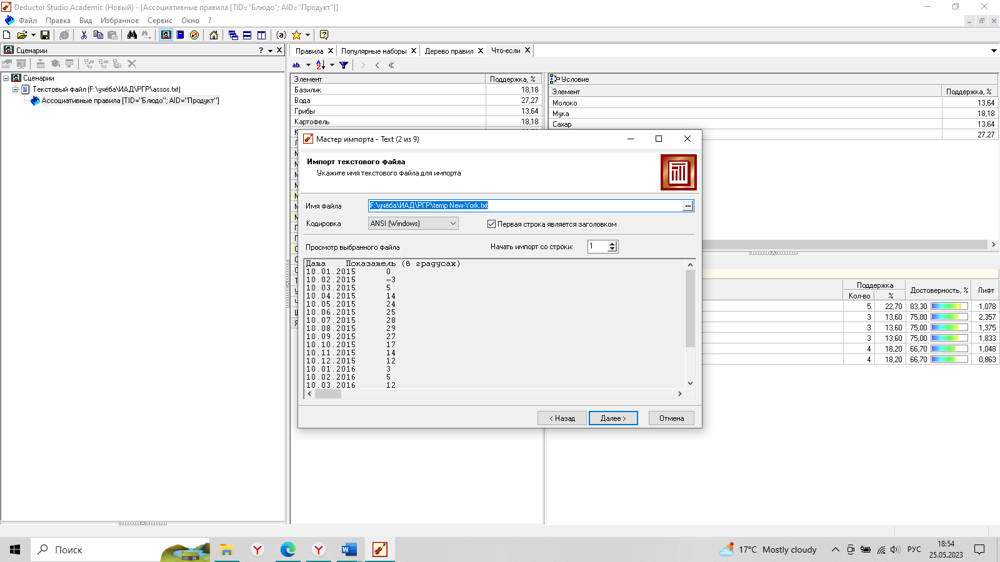 Deductor Studio Academic (Новый) - [Ассоциативные правила [TID="Блюдо"; AID="Продукт"]]
Файл Правка Вид Избранное Сервис Окно ?
Сценарии
Сценарии
Текстовый файл (F:\учёба\ИАД\РГР\assos.txt)
Ассоциативные правила [TID="Блюдо"; AID="Продукт"]
Правила Популярные наборы Дерево правил Что-если
Элемент Поддержка, %
Базилик 18,18
Вода 27,27
Грибы 13,64
Картофель 18,18
Условие
Элемент Поддержка, %
Молоко 13,64
Мука 18,18
Сахар 13,64
27,27
Мастер импорта - Text (2 из 9)
Импорт текстового файла
Укажите имя текстового файла для импорта
Имя файла F:\учёба\ИАД\РГР\temp New-York.txt ...
Кодировка ANSI (Windows) Первая строка является заголовком
Просмотр выбранного файла Начать импорт со строки: 1
Дата Показатель (в градусах)
10.01.2015 0
10.02.2015 -3
10.03.2015 5
10.04.2015 14
10.05.2015 24
10.06.2015 25
10.07.2015 28
10.08.2015 29
10.09.2015 27
10.10.2015 17
10.11.2015 14
10.12.2015 12
10.01.2016 3
10.02.2016 5
10.03.2016 12
< Назад Далее > Отмена
Поддержка Достоверность, % Лифт
Кол-во %
5 22,70 83,30 1,078
3 13,60 75,00 2,357
3 13,60 75,00 1,375
3 13,60 75,00 1,833
4 18,20 66,70 1,048
4 18,20 66,70 0,863
Поиск
17°C Mostly cloudy
РУС
18:54
25.05.2023